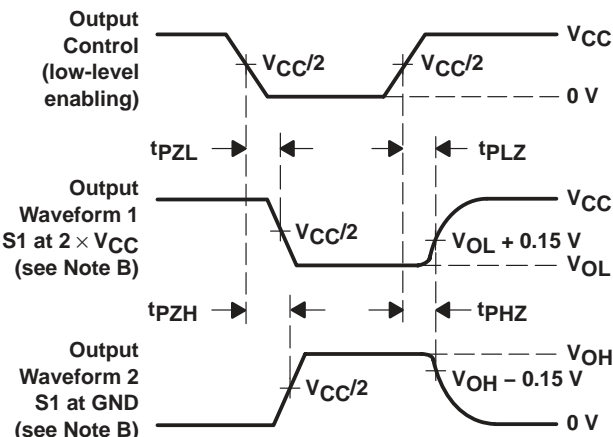 Output
Control
(low-level
enabling)
VCC/2
VCC/2
VCC
0 V
tPZL
tPLZ
Output
Waveform 1
S1 at 2 × VCC
(see Note B)
VCC/2
VCC
VOL + 0.15 V
VOL
tPZH
tPHZ
Output
Waveform 2
S1 at GND
(see Note B)
VCC/2
VOH
VOH − 0.15 V
0 V